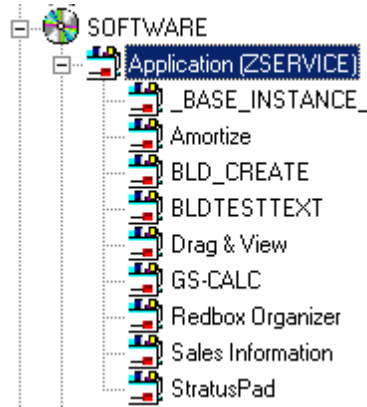 SOFTWARE
Application (ZSERVICE)
_BASE_INSTANCE_
Amortize
BLD_CREATE
BLDTESTTEXT
Drag & View
GS-CALC
Redbox Organizer
Sales Information
StratusPad